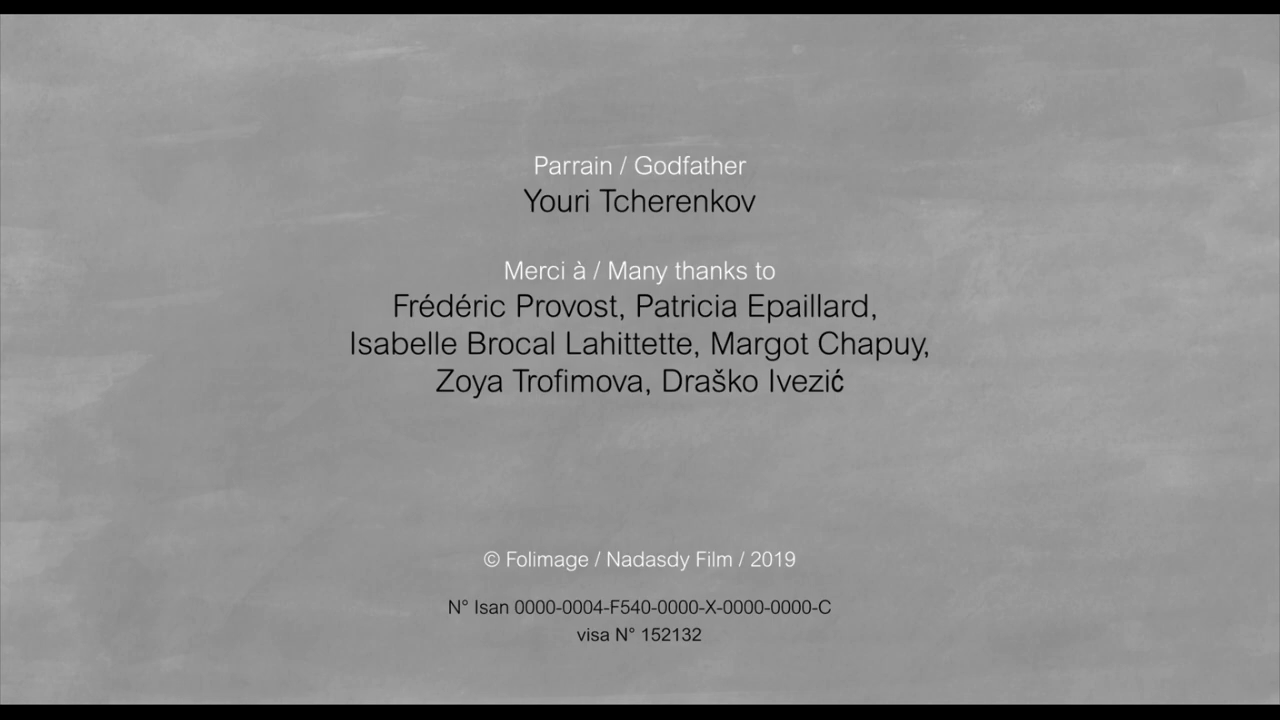 Parrain / Godfather
Youri Tcherenkov
Merci à / Many thanks to
Frédéric Provost, Patricia Epaillard,
Isabelle Brocal Lahittette, Margot Chapuy,
Zoya Trofimova, Draško Ivezić
© Folimage / Nadasdy Film / 2019
N° Isan 0000-0004-F540-0000-X-0000-0000-C
visa N° 152132